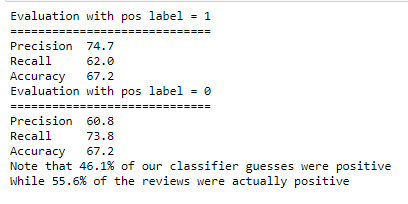 Evaluation with pos label = 1
=============================
Precision  74.7
Recall     62.0
Accuracy   67.2
Evaluation with pos label = 0
=============================
Precision  60.8
Recall     73.8
Accuracy   67.2
Note that 46.1% of our classifier guesses were positive
While 55.6% of the reviews were actually positive